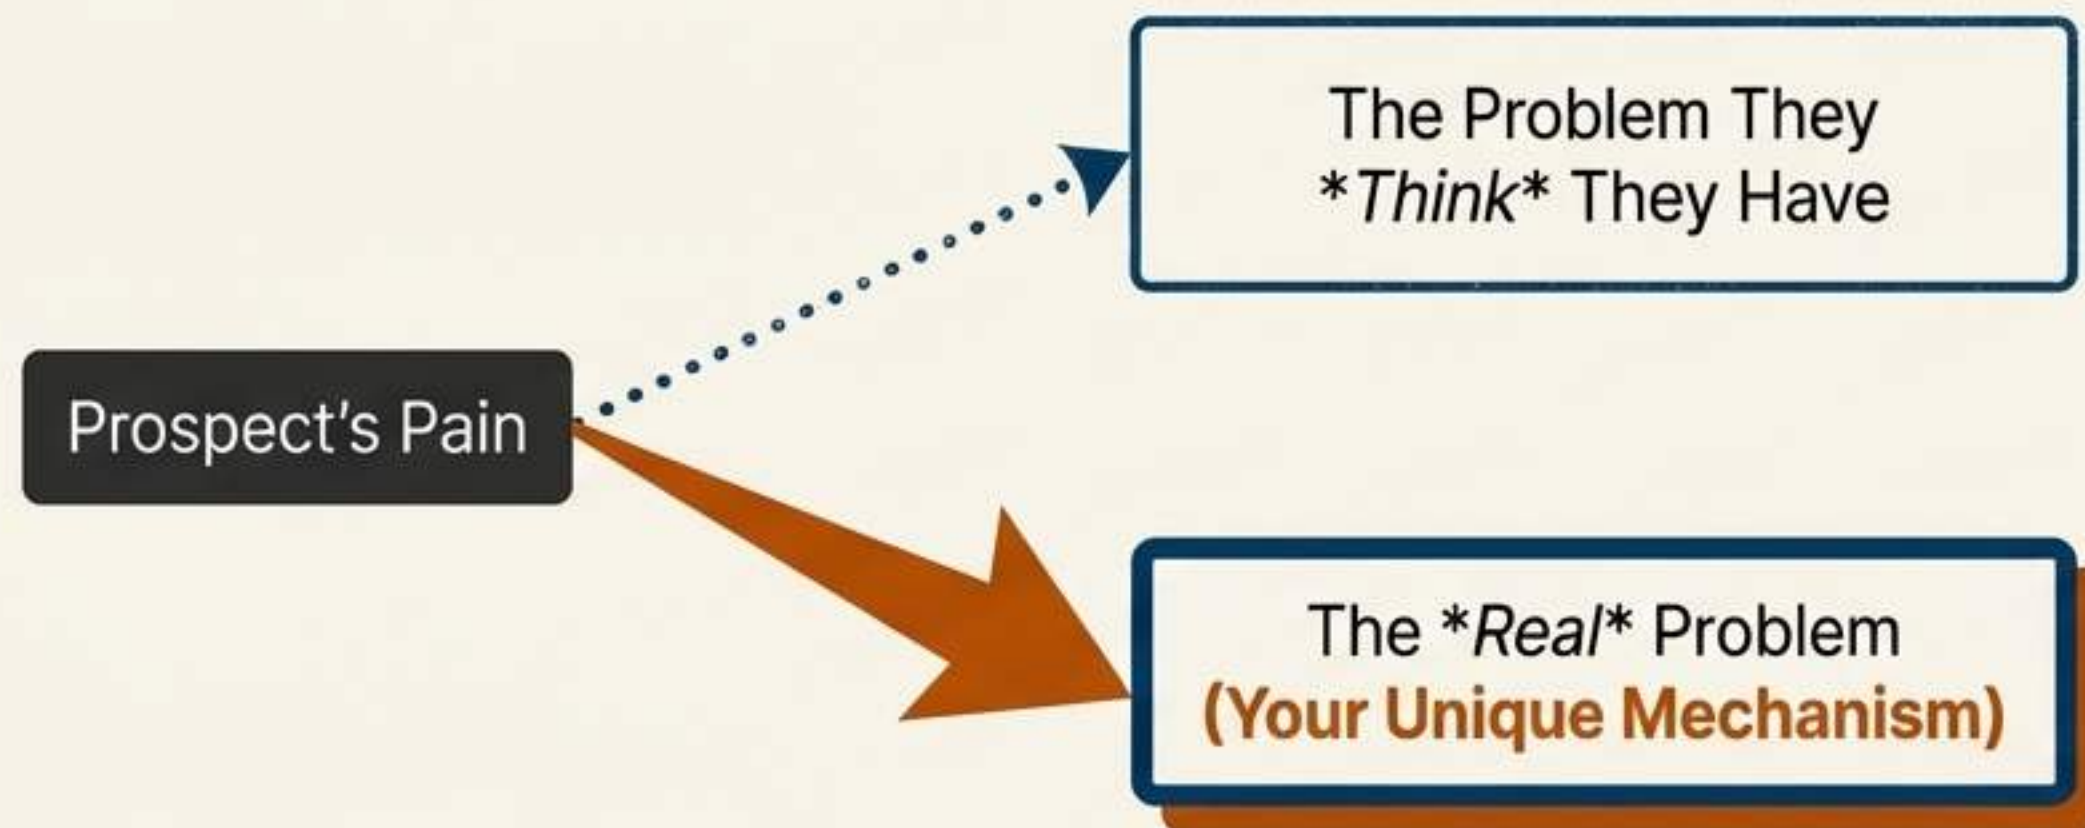 The Problem They
*Think* They Have
Prospect's Pain
The *Real* Problem
(Your Unique Mechanism)